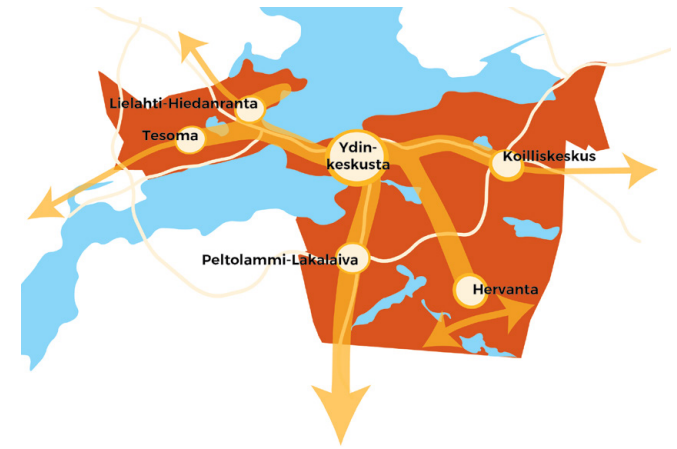 Lielahti-Hiedanranta
Tesoma
Ydin-
keskusta
Koilliskeskus
Peltolammi-Lakalaiva
Hervanta